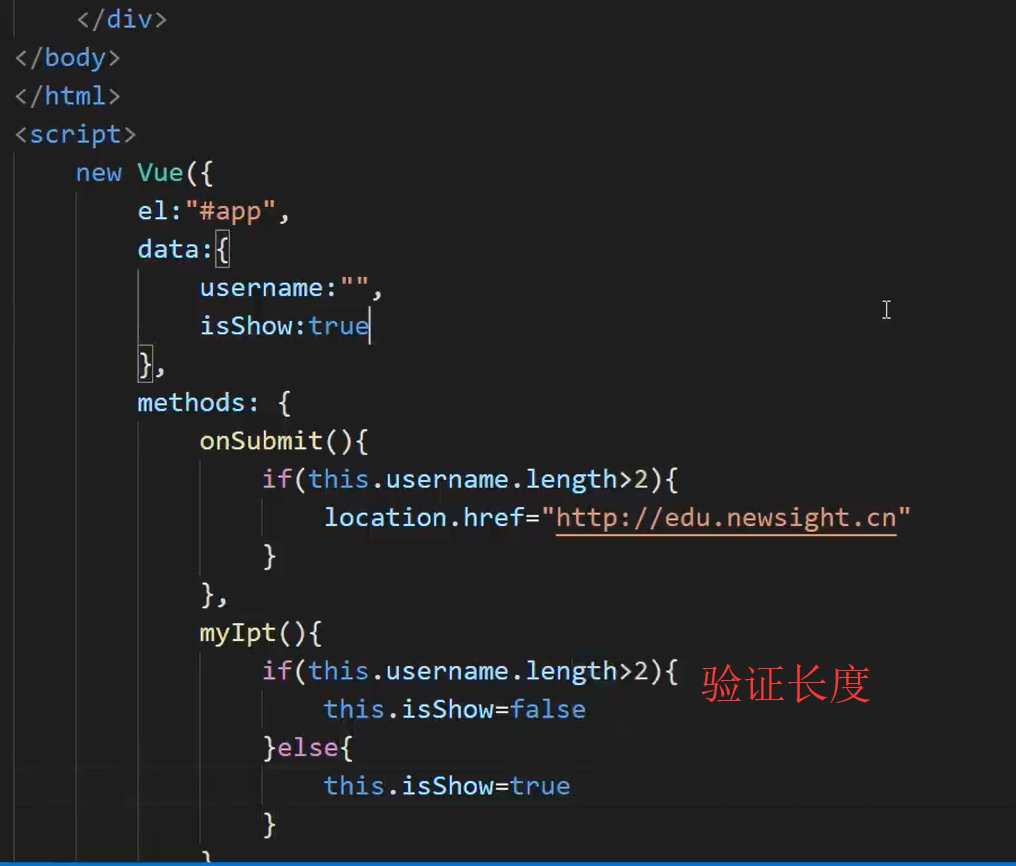 </div>
</body>
</html>
<script>
new Vue({
el:"#app",
data:{
username:"",
isShow:true
},
methods: {
onSubmit(){
if(this.username.length>2){
location.href="http://edu.newsight.cn"
}
},
myIpt(){
if(this.username.length>2){ 验证长度
this.isShow=false
}else{
this.isShow=true
}
}